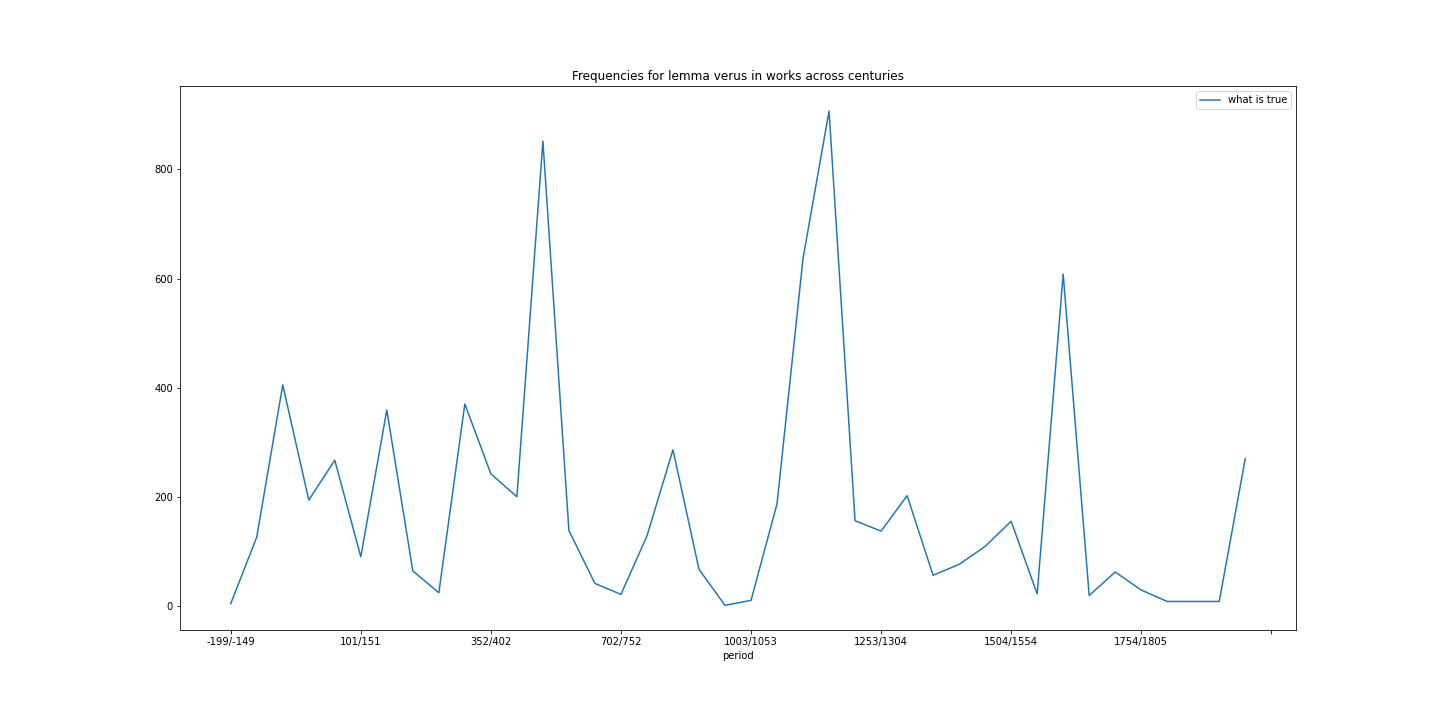 Frequencies for lemma verus in works across centuries
what is true
800
600
400
200
0
-199/-149 101/151 352/402 702/752 1003/1053 1253/1304 1504/1554 1754/1805
period